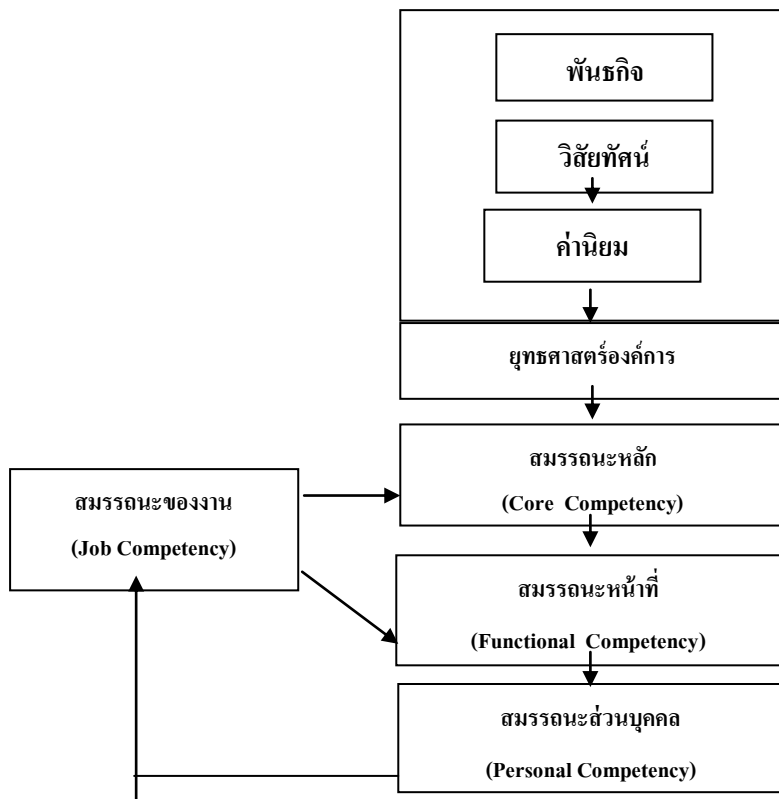 พันธกิจ
วิสัยทัศน์
ค่านิยม
ยุทธศาสตร์องค์การ
สมรรถนะหลัก
(Core Competency)
สมรรถนะของงาน
(Job Competency)
สมรรถนะหน้าที่
(Functional Competency)
สมรรถนะส่วนบุคคล
(Personal Competency)